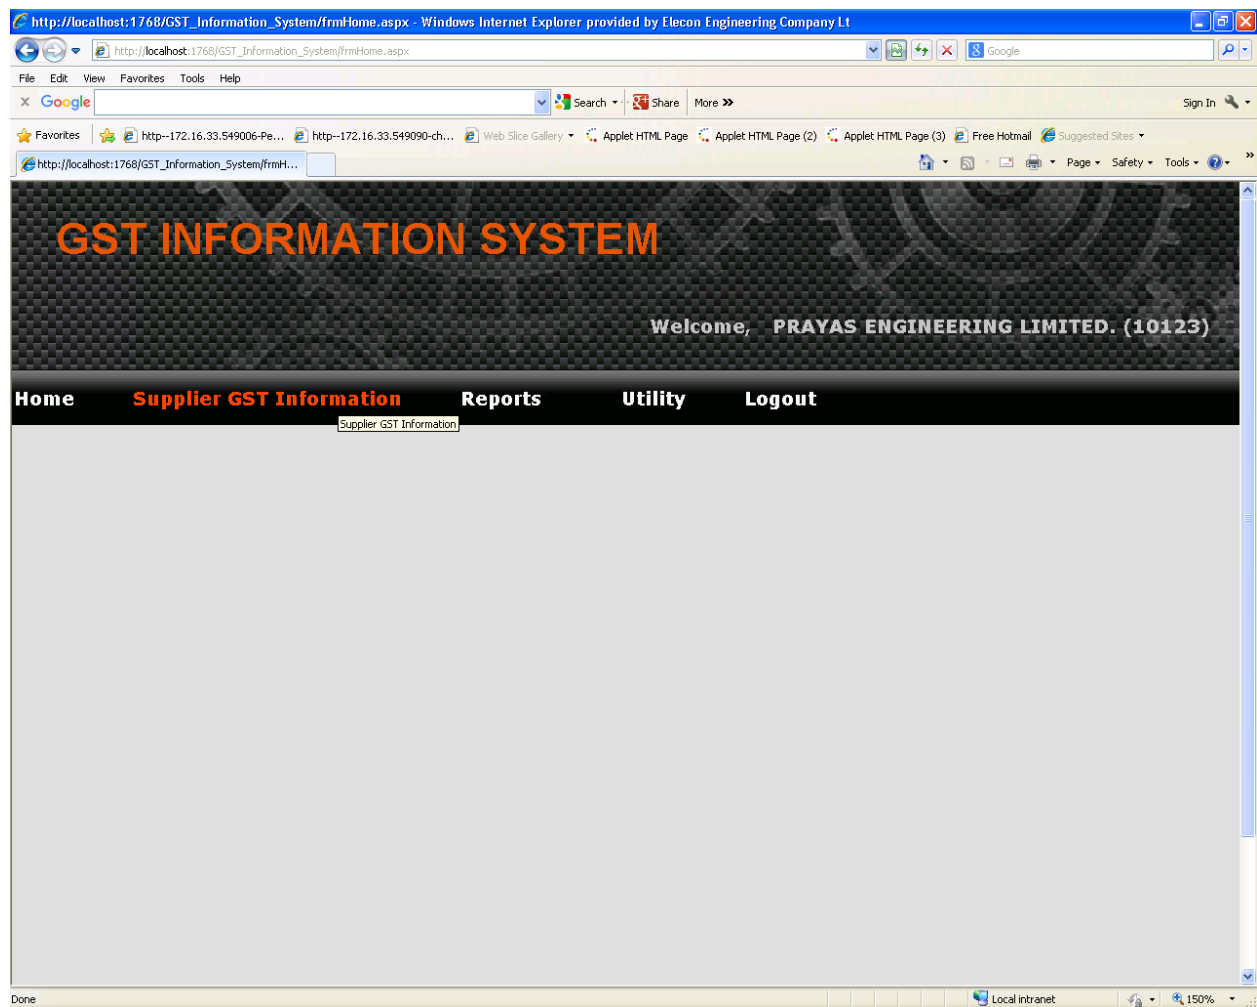 http://localhost:1768/GST_Information_System/frmHome.aspx - Windows Internet Explorer provided by Elecon Engineering Company Lt
http://localhost:1768/GST_Information_System/frmHome.aspx
Google
File Edit View Favorites Tools Help
x Google Search Share More » Sign In
Favorites http--172.16.33.549006-Pe... http--172.16.33.549090-ch... Web Slice Gallery Applet HTML Page Applet HTML Page (2) Applet HTML Page (3) Free Hotmail Suggested Sites
http://localhost:1768/GST_Information_System/frmH... Page Safety Tools »
GST INFORMATION SYSTEM
Welcome, PRAYAS ENGINEERING LIMITED. (10123)
Home Supplier GST Information Reports Utility Logout
Supplier GST Information
Done Local intranet 150%